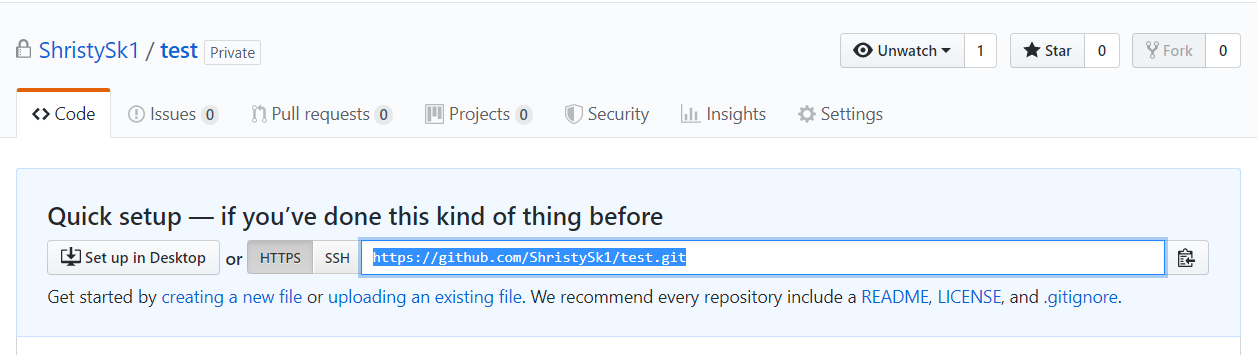 ShristySk1 / test Private Unwatch 1 Star 0 Fork 0
Code Issues 0 Pull requests 0 Projects 0 Security Insights Settings
Quick setup — if you’ve done this kind of thing before
Set up in Desktop or HTTPS SSH https://github.com/ShristySk1/test.git
Get started by creating a new file or uploading an existing file. We recommend every repository include a README, LICENSE, and .gitignore.